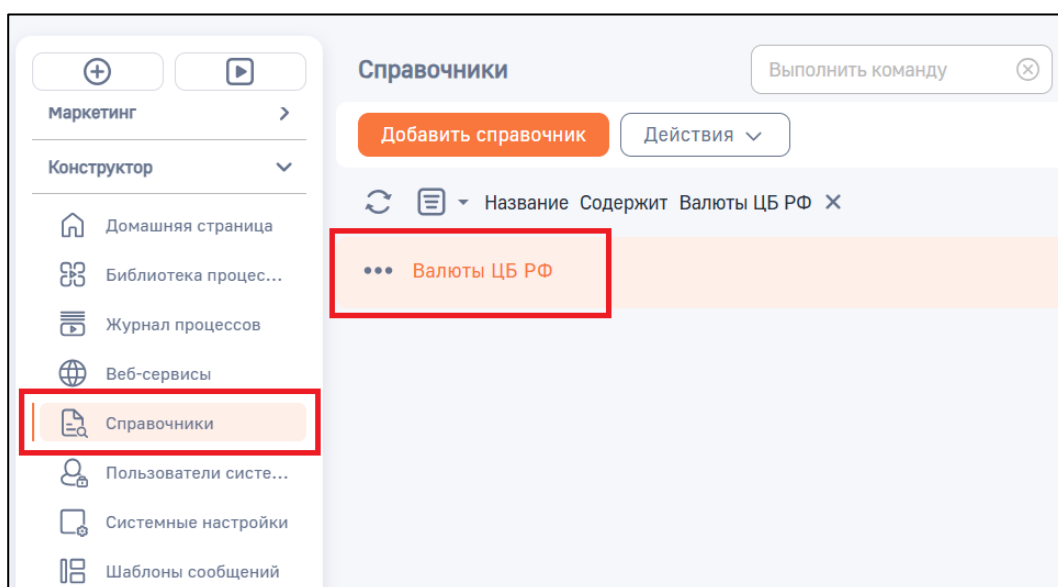 Маркетинг
Конструктор
Домашняя страница
Библиотека процес...
Журнал процессов
Веб-сервисы
Справочники
Пользователи систе...
Системные настройки
Шаблоны сообщений
Справочники
Выполнить команду
Добавить справочник
Действия
Название Содержит Валюты ЦБ РФ
Валюты ЦБ РФ